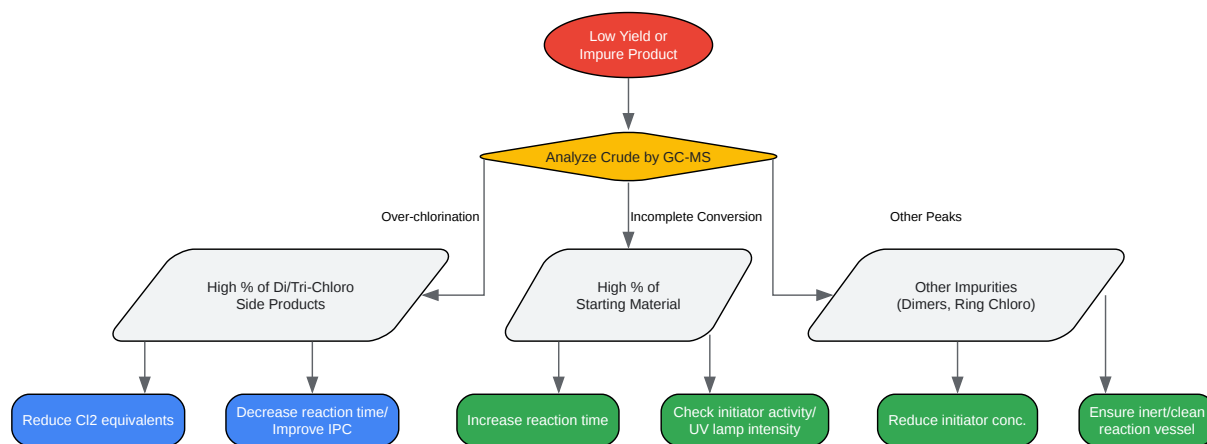 Low Yield or
Impure Product
Analyze Crude by GC-MS
Over-chlorination
Incomplete Conversion
Other Peaks
High % of Di/Tri-Chloro
Side Products
High % of
Starting Material
Other Impurities
(Dimers, Ring Chloro)
Reduce Cl2 equivalents
Decrease reaction time/
Improve IPC
Increase reaction time
Check initiator activity/
UV lamp intensity
Reduce initiator conc.
Ensure inert/clean
reaction vessel